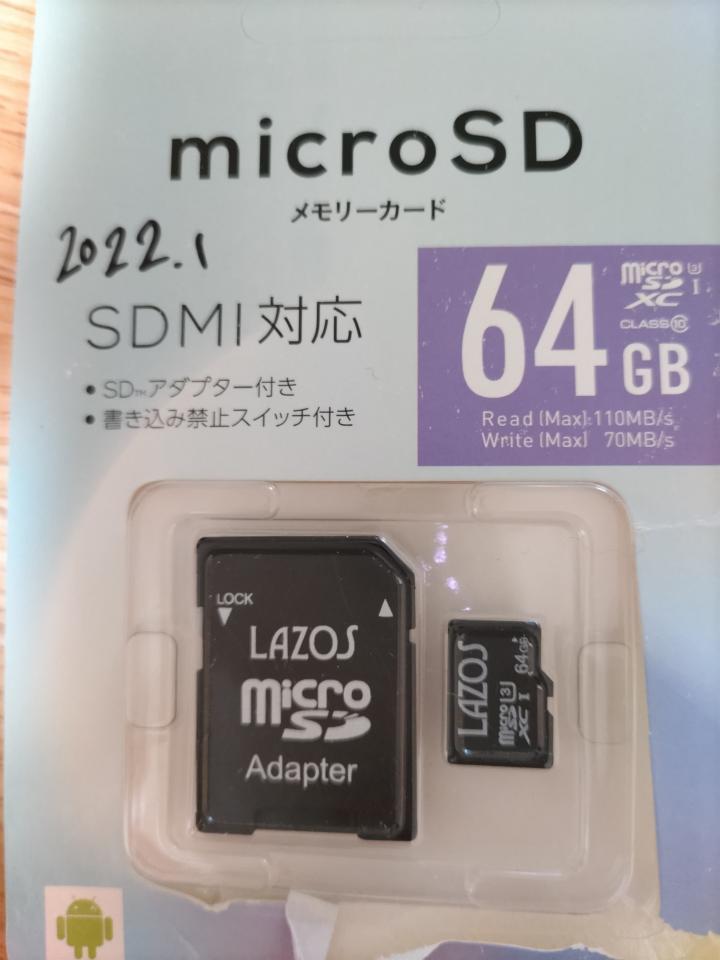 microSD
メモリーカード
2022.1
SDMI対応
• SD™アダプター付き
• 書き込み禁止スイッチ付き
64GB
micro SD XC U3 I
CLASS⑩
Read (Max) 110MB/s
Write (Max) 70MB/s
LOCK
LAZOS
micro SD
Adapter
LAZOS
64GB
micro SD XC U3 I